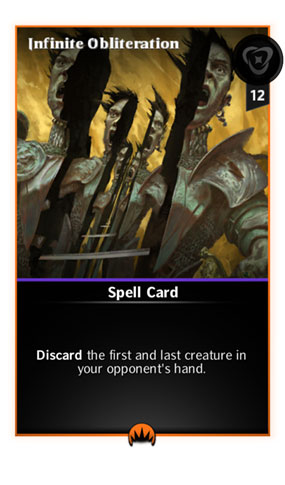 Infinite Obliteration
12
Spell Card
Discard the first and last creature in
your opponent's hand.